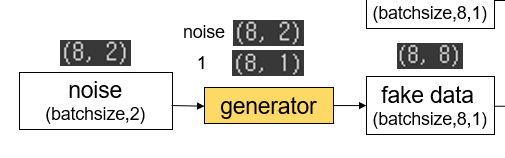 (batchsize,8,1)
noise (8, 2)
(8, 2)
1 (8, 1)
(8, 8)
noise
(batchsize,2)
generator
fake data
(batchsize,8,1)